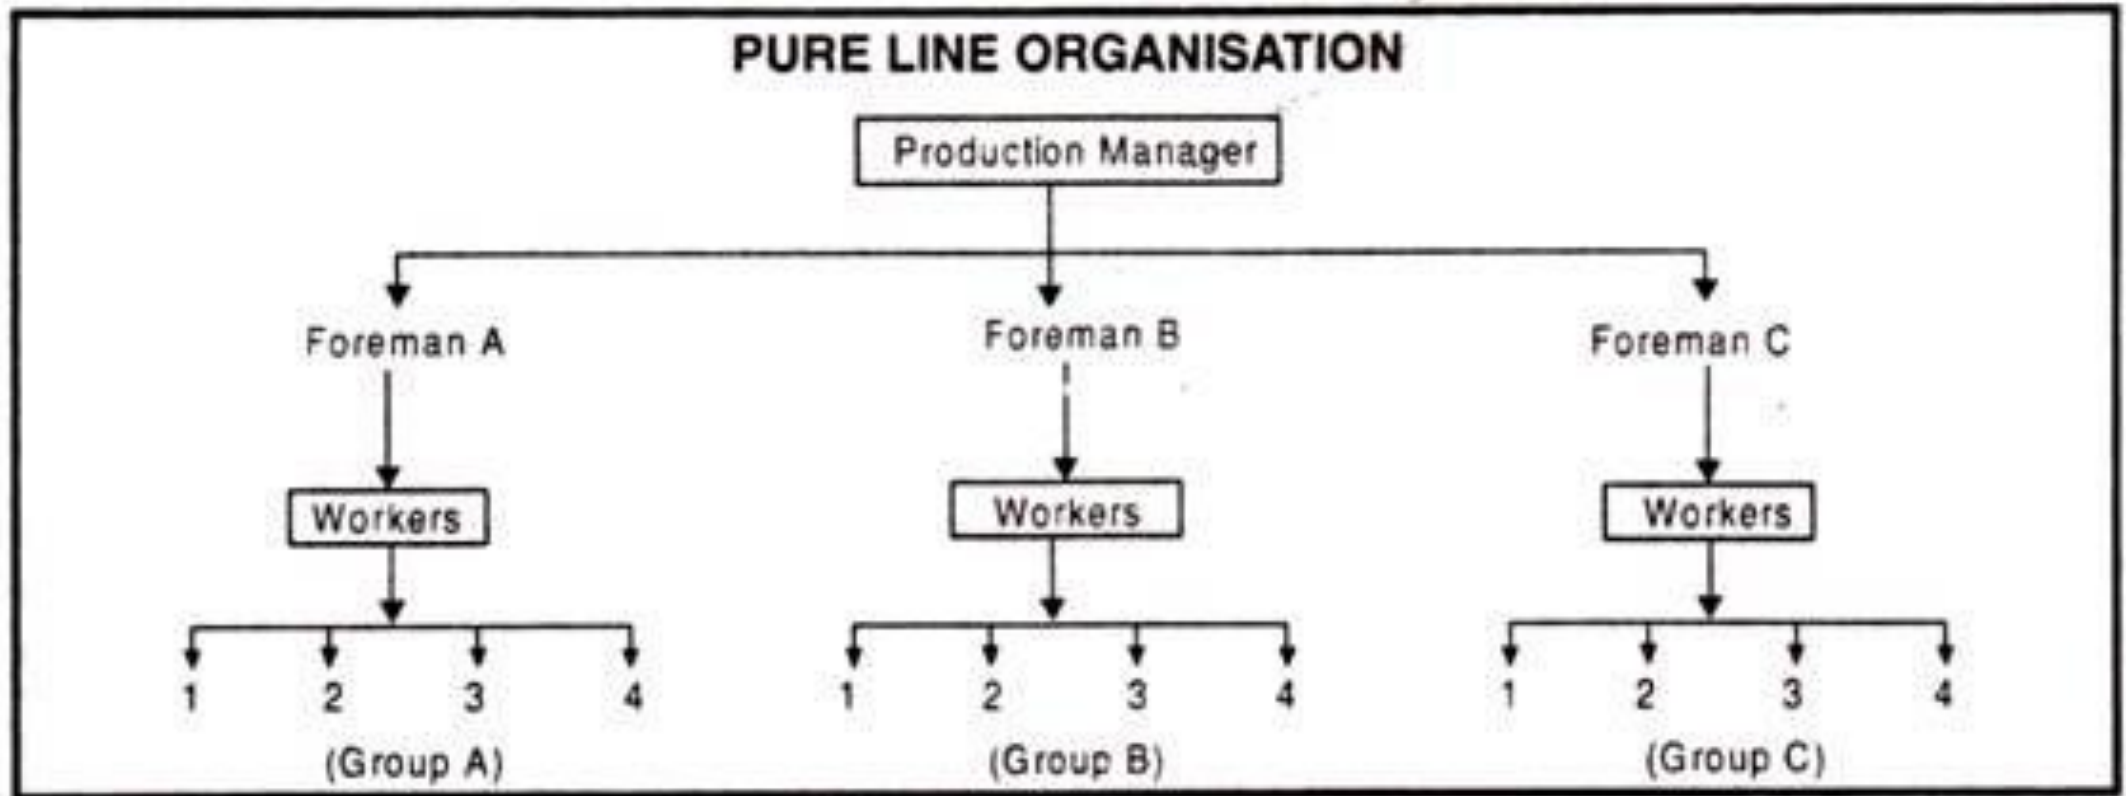 PURE LINE ORGANISATION
Production Manager
Foreman A
Foreman B
Foreman C
Workers
Workers
Workers
1 2 3 4
1 2 3 4
1 2 3 4
(Group A)
(Group B)
(Group C)